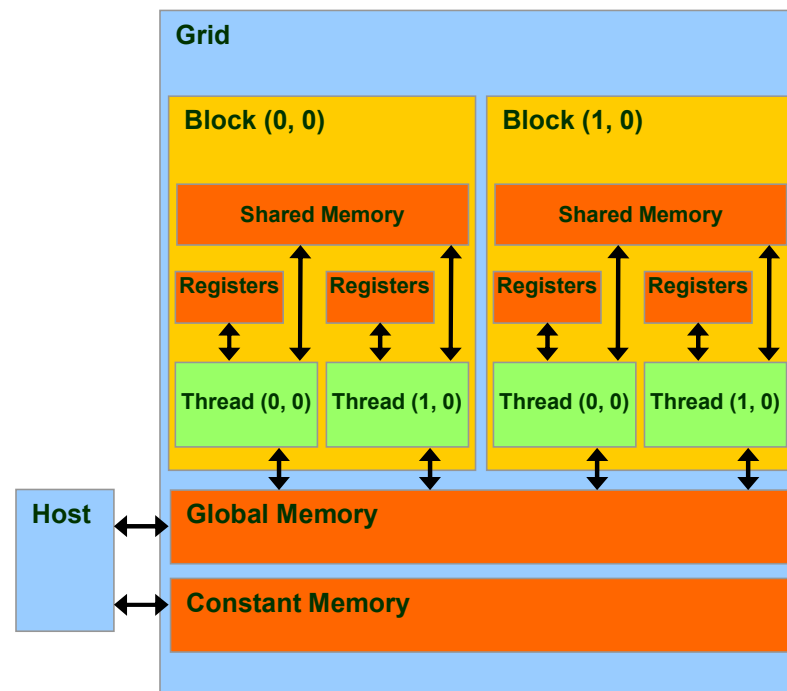 Grid
Block (0, 0)
Block (1, 0)
Shared Memory
Shared Memory
Registers
Registers
Registers
Registers
Thread (0, 0)
Thread (1, 0)
Thread (0, 0)
Thread (1, 0)
Host
Global Memory
Constant Memory